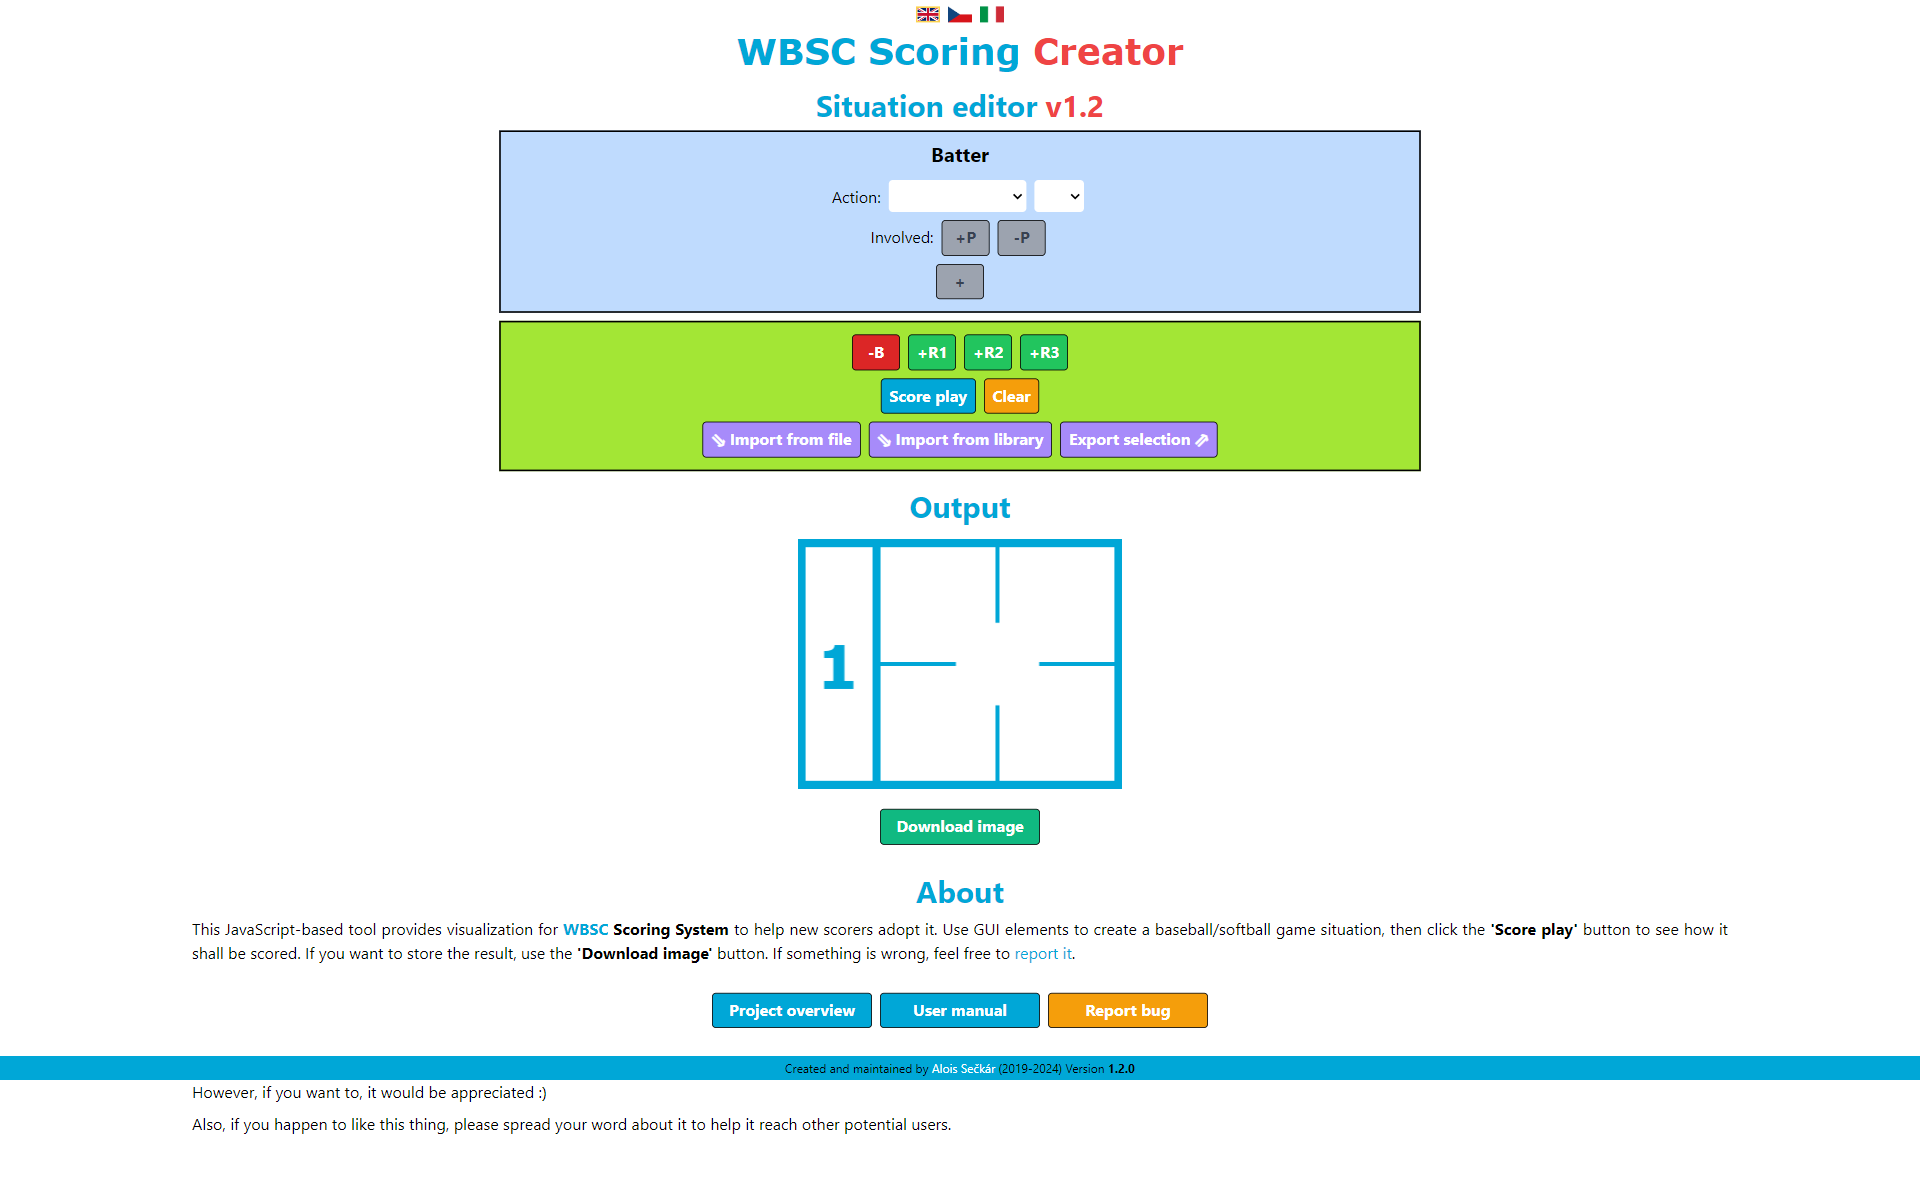 WBSC Scoring Creator
Situation editor v1.2
Batter
Action:
Involved: +P -P
+
-B +R1 +R2 +R3
Score play Clear
⇘ Import from file ⇘ Import from library Export selection ⇗
Output
1
Download image
About
This JavaScript-based tool provides visualization for WBSC Scoring System to help new scorers adopt it. Use GUI elements to create a baseball/softball game situation, then click the 'Score play' button to see how it
shall be scored. If you want to store the result, use the 'Download image' button. If something is wrong, feel free to report it.
Project overview User manual Report bug
Created and maintained by Alois Sečkár (2019-2024) Version 1.2.0
However, if you want to, it would be appreciated :)
Also, if you happen to like this thing, please spread your word about it to help it reach other potential users.